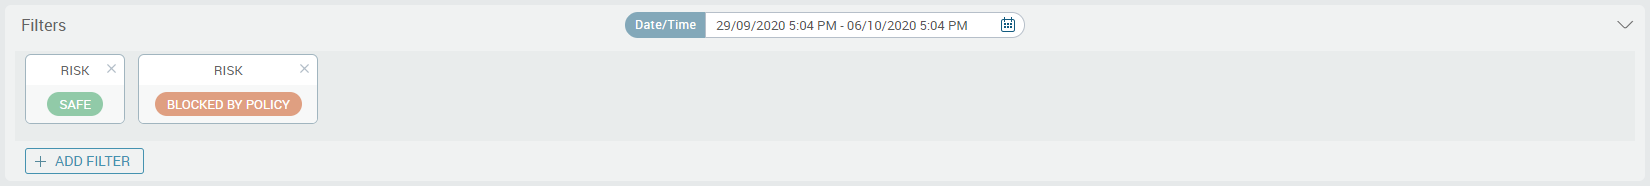 Filters
Date/Time 29/09/2020 5:04 PM - 06/10/2020 5:04 PM
RISK
SAFE
RISK
BLOCKED BY POLICY
ADD FILTER